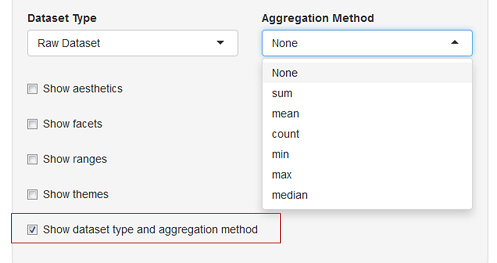 Dataset Type
Raw Dataset
Aggregation Method
None
None
sum
mean
count
min
max
median
Show aesthetics
Show facets
Show ranges
Show themes
Show dataset type and aggregation method